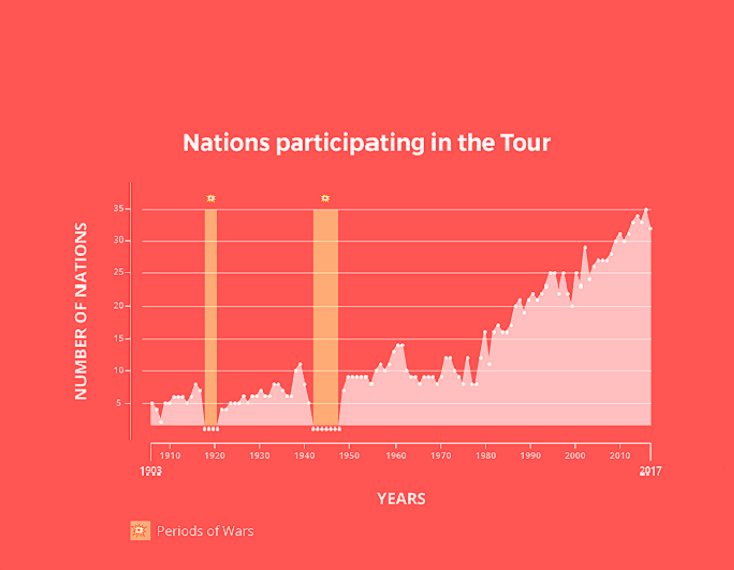 Nations participating in the Tour
NUMBER OF NATIONS
35
30
25
20
15
10
5
1910 1920 1930 1940 1950 1960 1970 1980 1990 2000 2010
1903 2017
YEARS
Periods of Wars